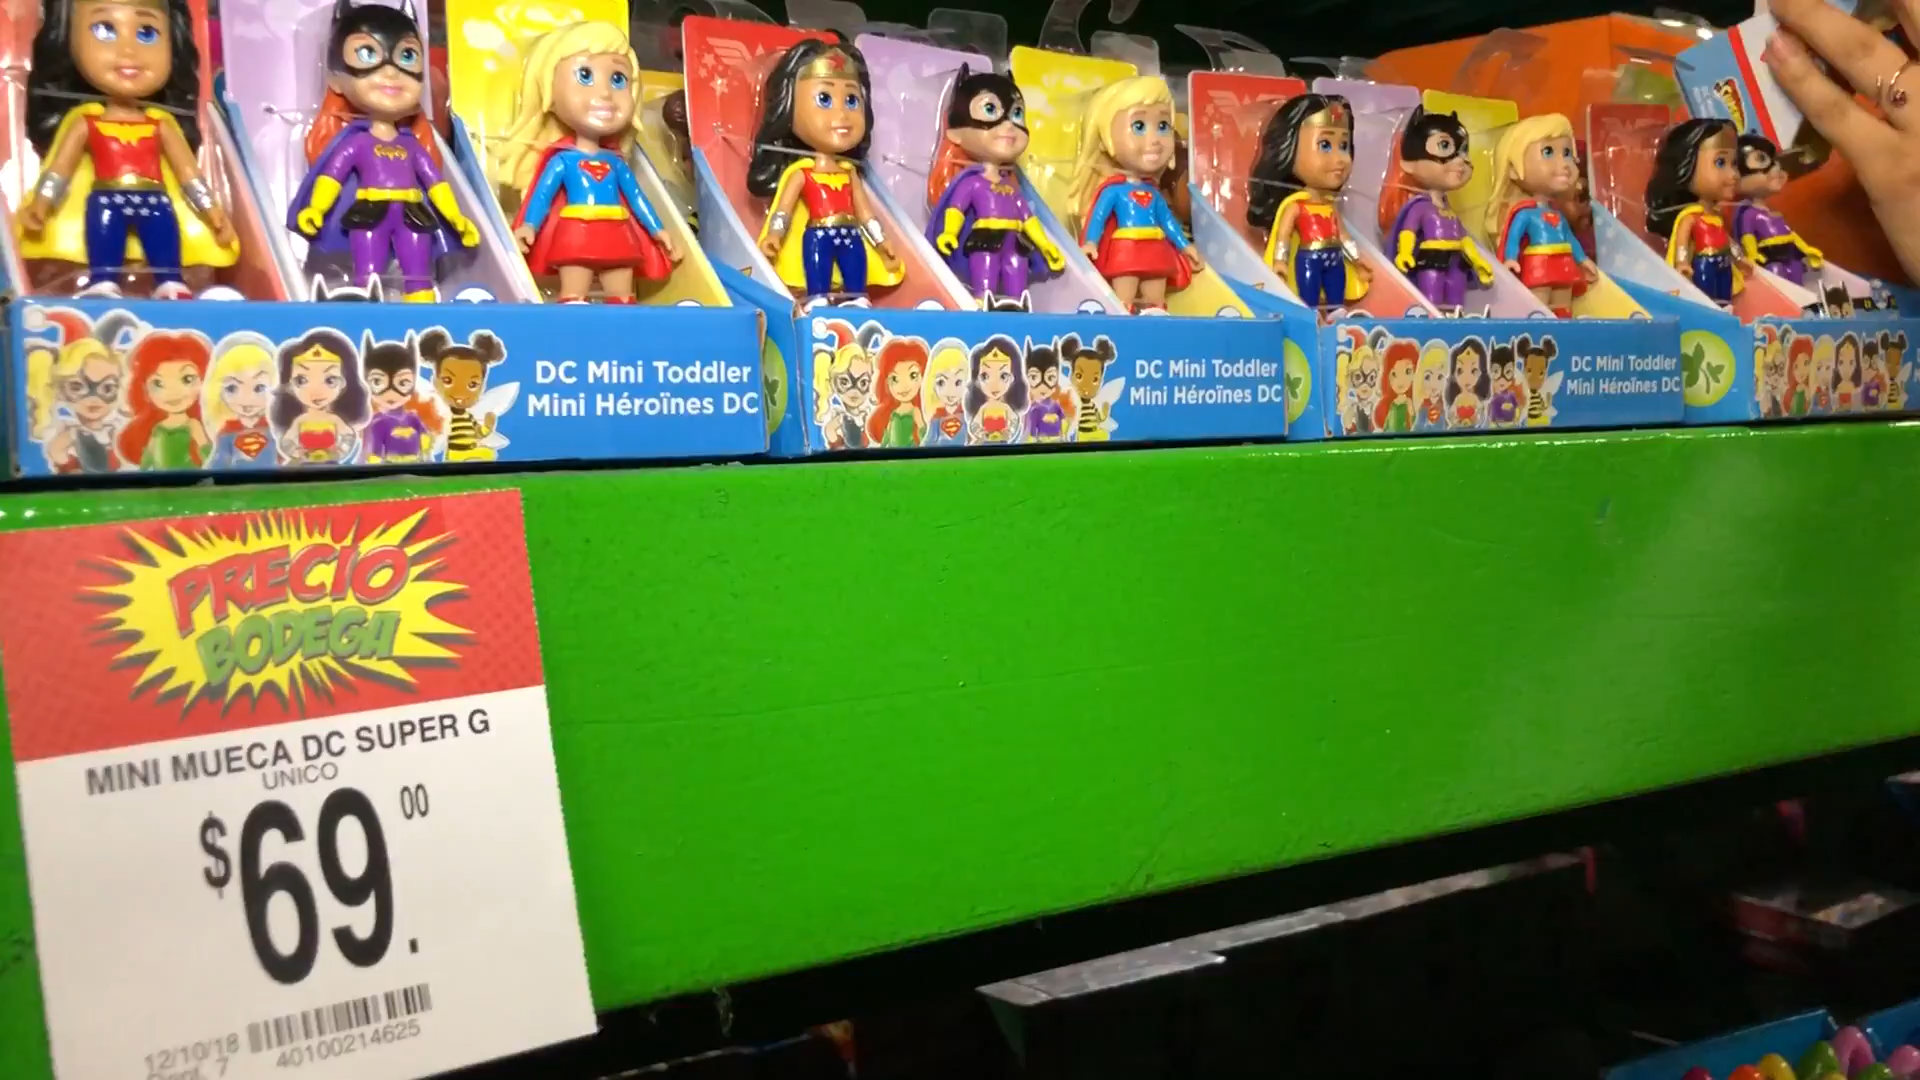 DC Mini Toddler
Mini Héroïnes DC
DC Mini Toddler
Mini Héroïnes DC
DC Mini Toddler
Mini Héroïnes DC
PRECIO
BODEGA
MINI MUECA DC SUPER G
UNICO
$69.00
12/10/18
40100214625